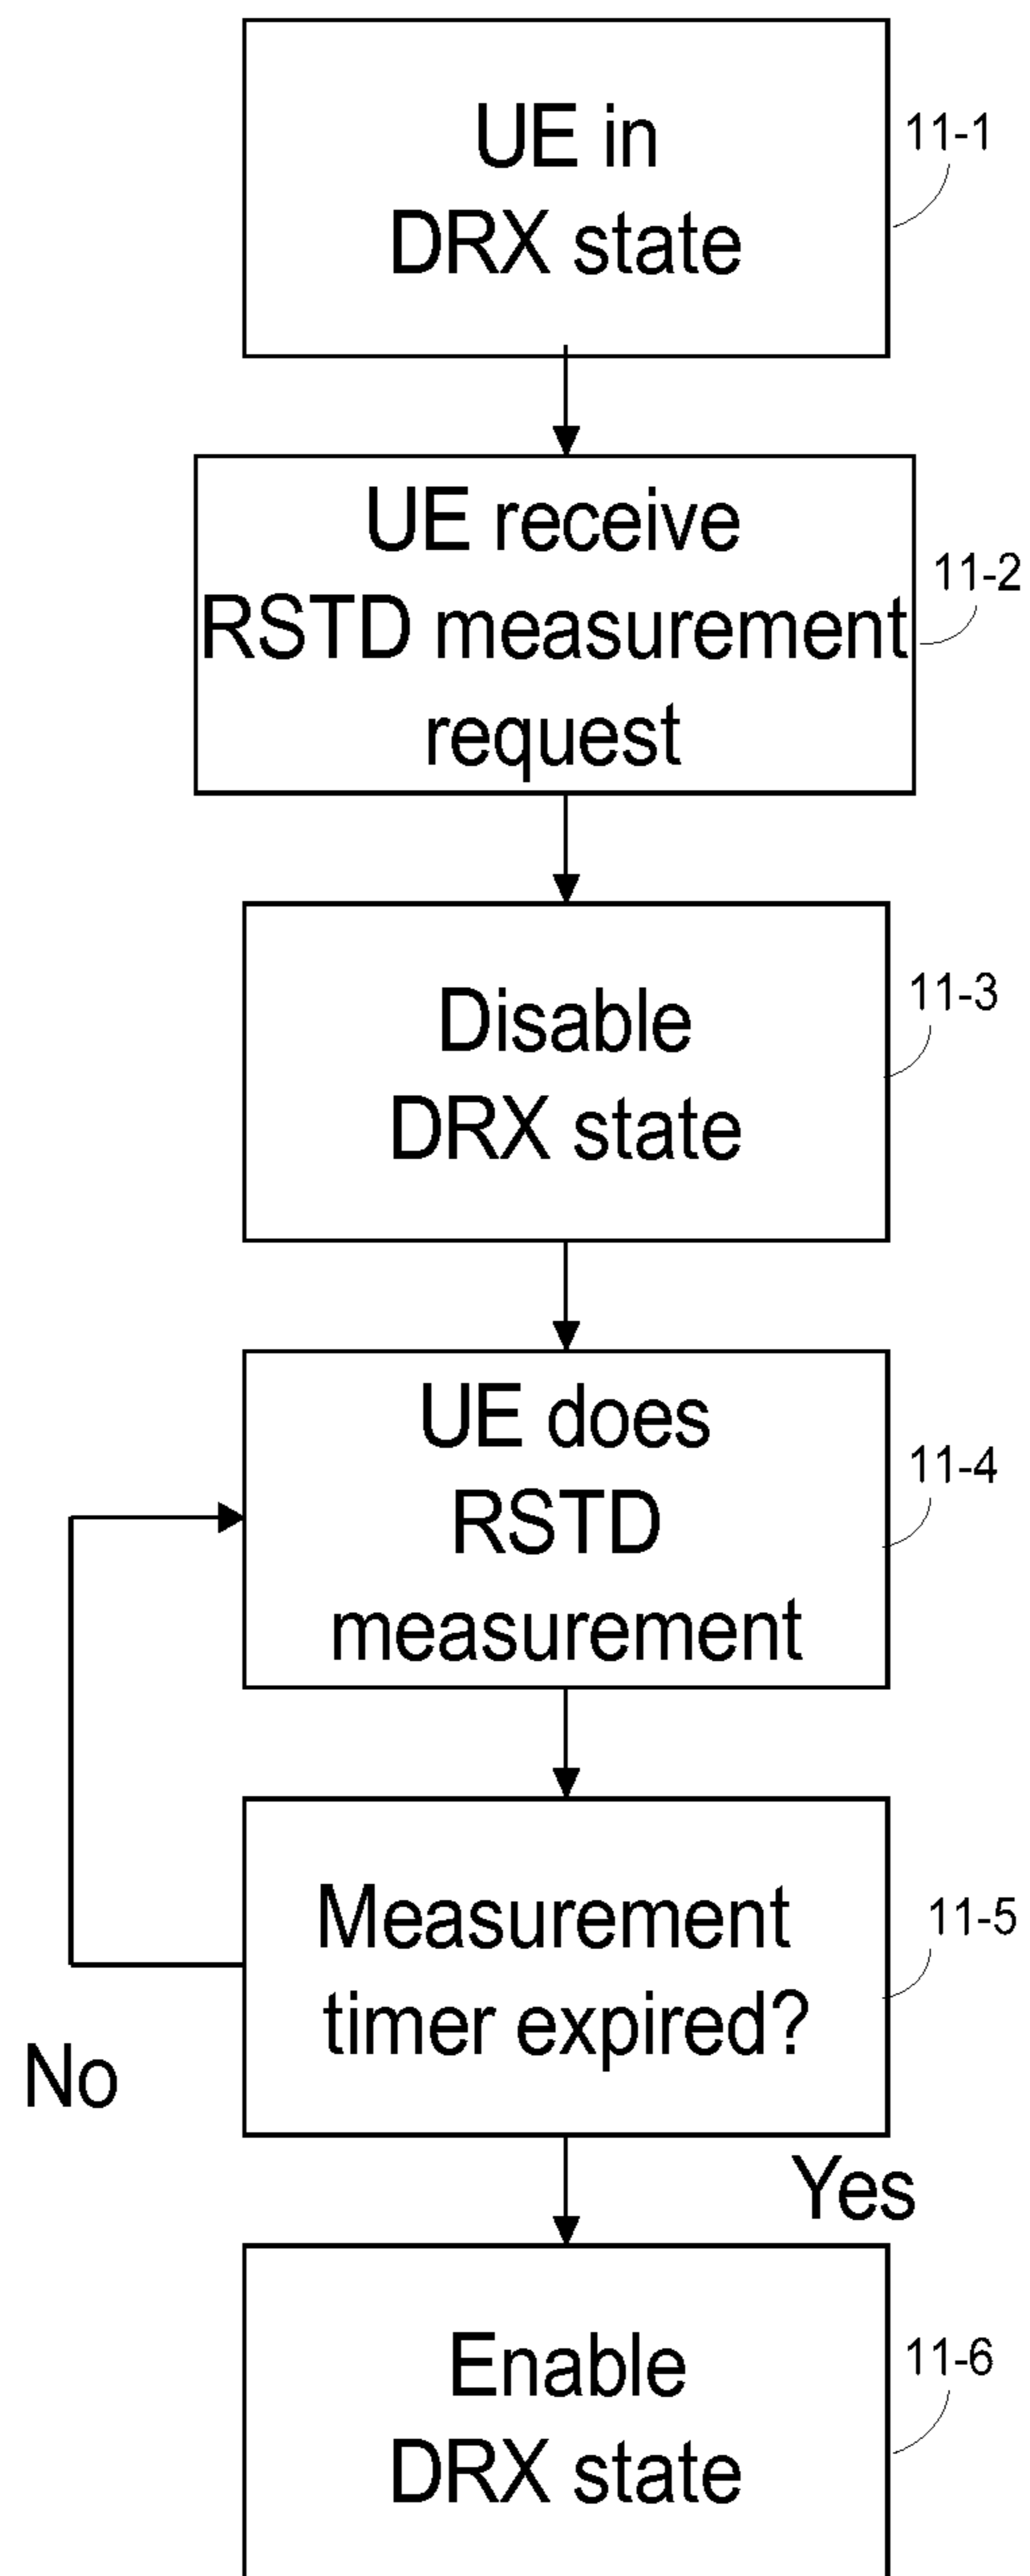 UE in
DRX state
11-1
UE receive
RSTD measurement
request
11-2
Disable
DRX state
11-3
UE does
RSTD
measurement
11-4
Measurement
timer expired?
11-5
No
Yes
Enable
DRX state
11-6